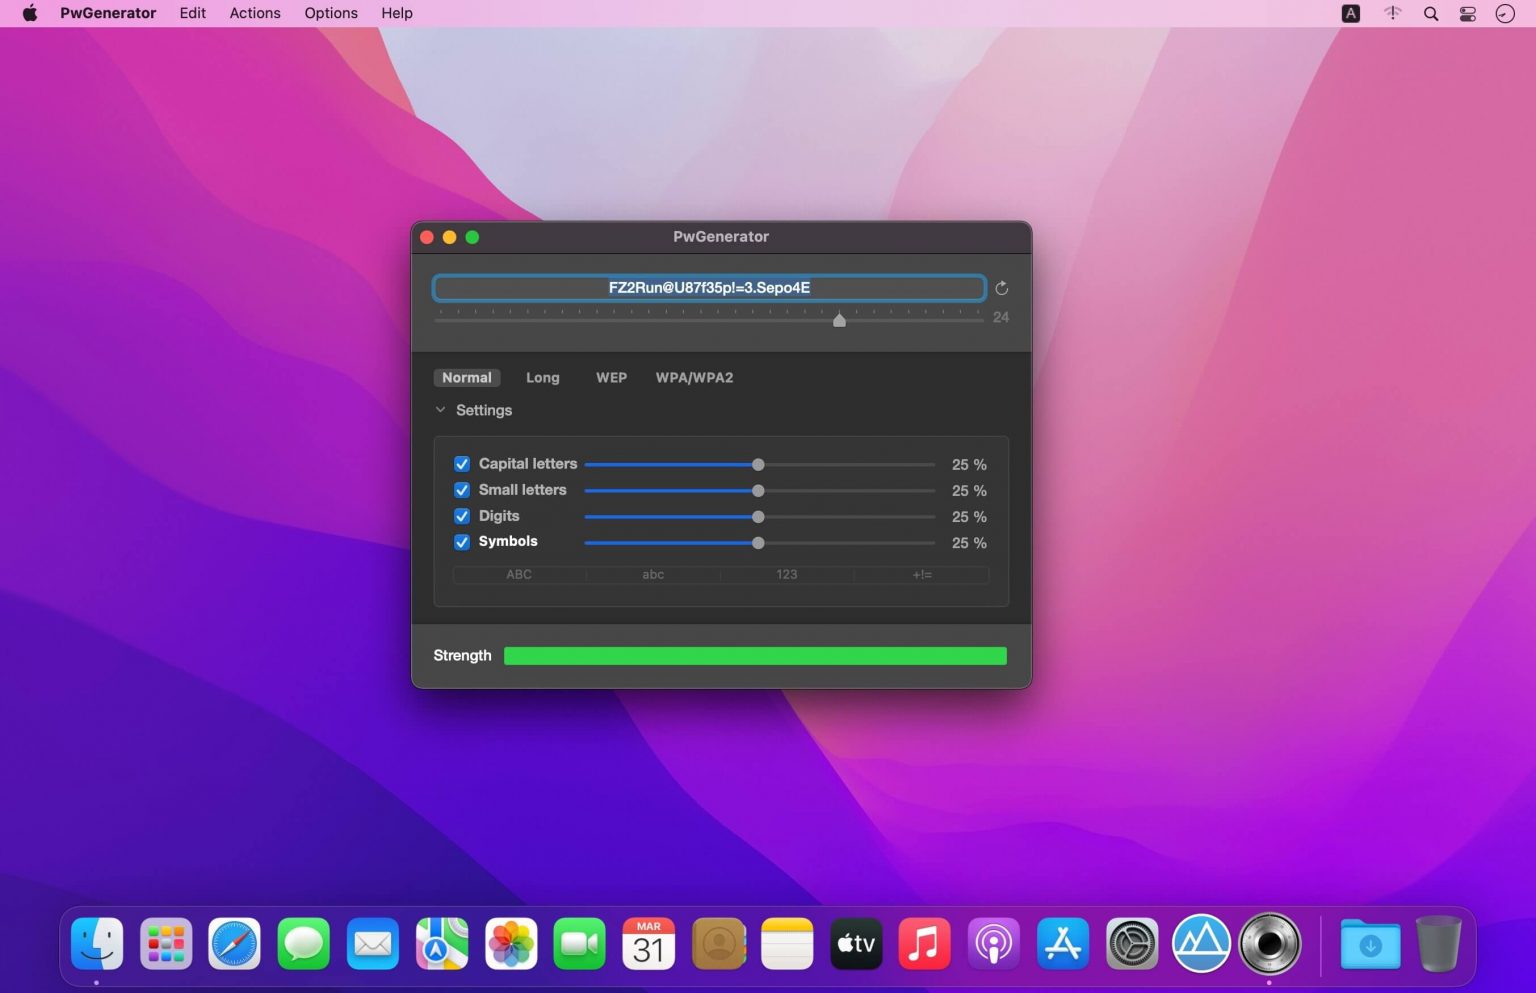 PwGenerator Edit Actions Options Help A
PwGenerator
FZ2Run@U87f35p!=3.Sepo4E
24
Normal Long WEP WPA/WPA2
Settings
Capital letters 25 %
Small letters 25 %
Digits 25 %
Symbols 25 %
ABC abc 123 +!=
Strength
MAR
31
tv